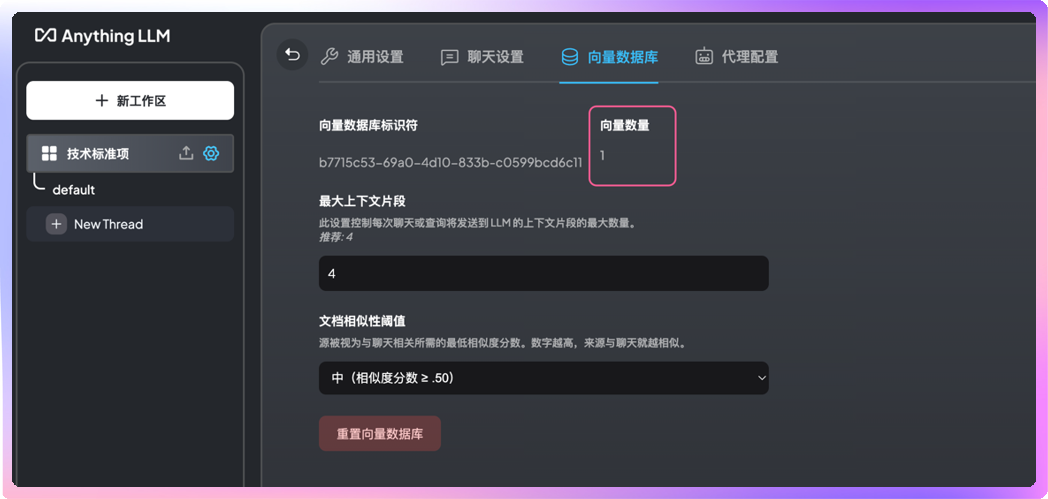 Anything LLM
新工作区
技术标准项
default
New Thread
通用设置
聊天设置
向量数据库
代理配置
向量数据库标识符
向量数量
b7715c53-69a0-4d10-833b-c0599bcd6c11
1
最大上下文片段
此设置控制每次聊天或查询将发送到 LLM 的上下文片段的最大数量。
推荐: 4
4
文档相似性阈值
源被视为与聊天相关所需的最低相似度分数。数字越高，来源与聊天就越相似。
中（相似度分数 ≥ .50）
重置向量数据库